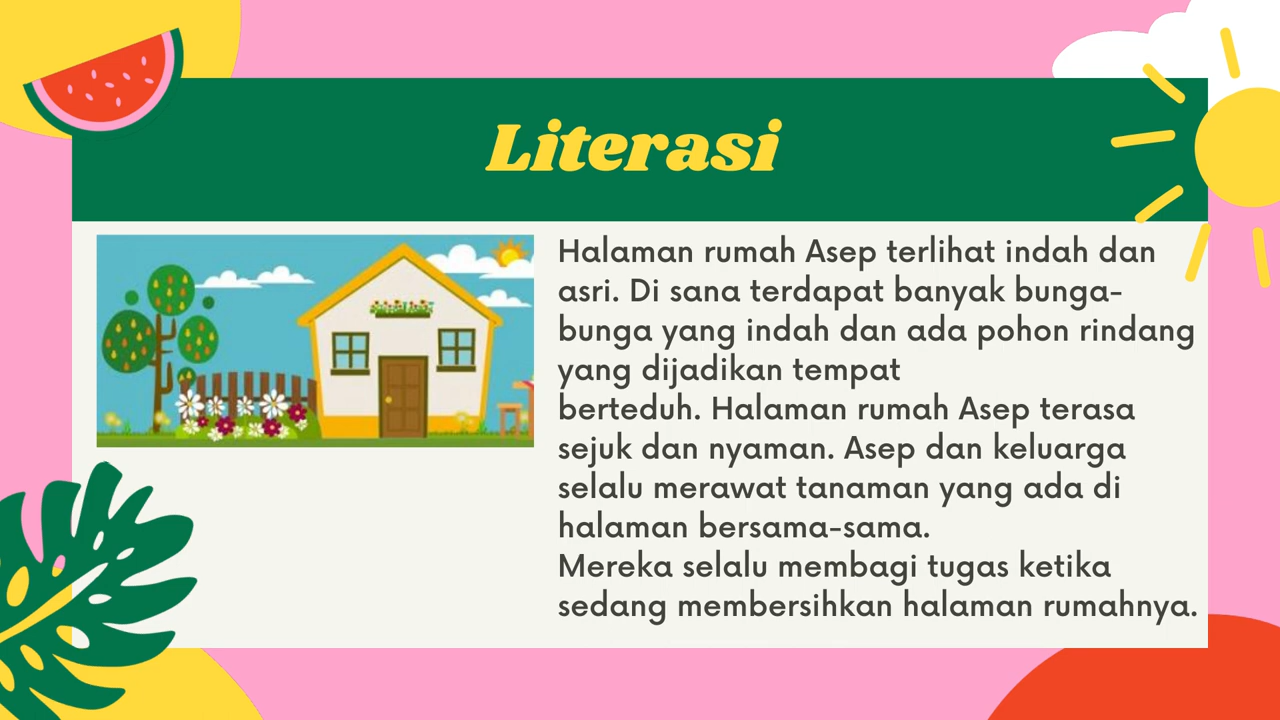 Literasi
Halaman rumah Asep terlihat indah dan
asri. Di sana terdapat banyak bunga-
bunga yang indah dan ada pohon rindang
yang dijadikan tempat
berteduh. Halaman rumah Asep terasa
sejuk dan nyaman. Asep dan keluarga
selalu merawat tanaman yang ada di
halaman bersama-sama.
Mereka selalu membagi tugas ketika
sedang membersihkan halaman rumahnya.